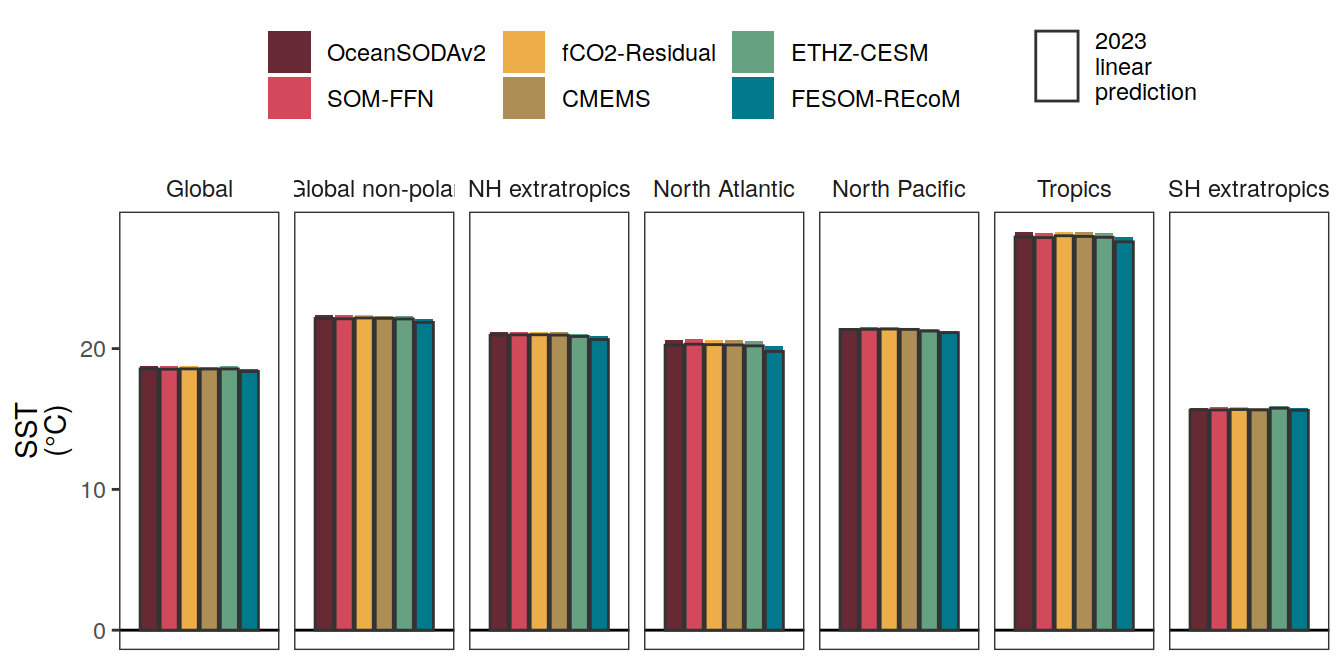 OceanSODAv2
fCO2-Residual
ETHZ-CESM
SOM-FFN
CMEMS
FESOM-REcoM
2023
linear
prediction
Global
Global non-polar
NH extratropics
North Atlantic
North Pacific
Tropics
SH extratropics
SST
(°C)
20
10
0